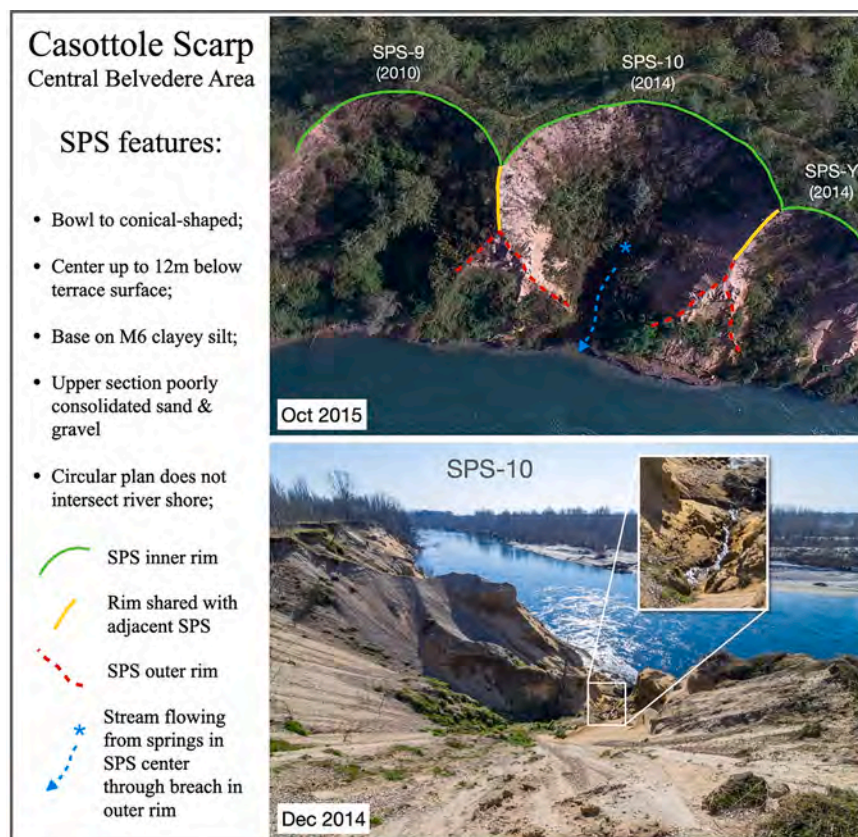 Casottole Scarp
Central Belvedere Area
SPS features:
• Bowl to conical-shaped;
• Center up to 12m below
terrace surface;
• Base on M6 clayey silt;
• Upper section poorly
consolidated sand &
gravel
• Circular plan does not
intersect river shore;
SPS inner rim
Rim shared with
adjacent SPS
SPS outer rim
Stream flowing
from springs in
SPS center
through breach in
outer rim
SPS-9
(2010)
SPS-10
(2014)
SPS-Y
(2014)
Oct 2015
SPS-10
Dec 2014